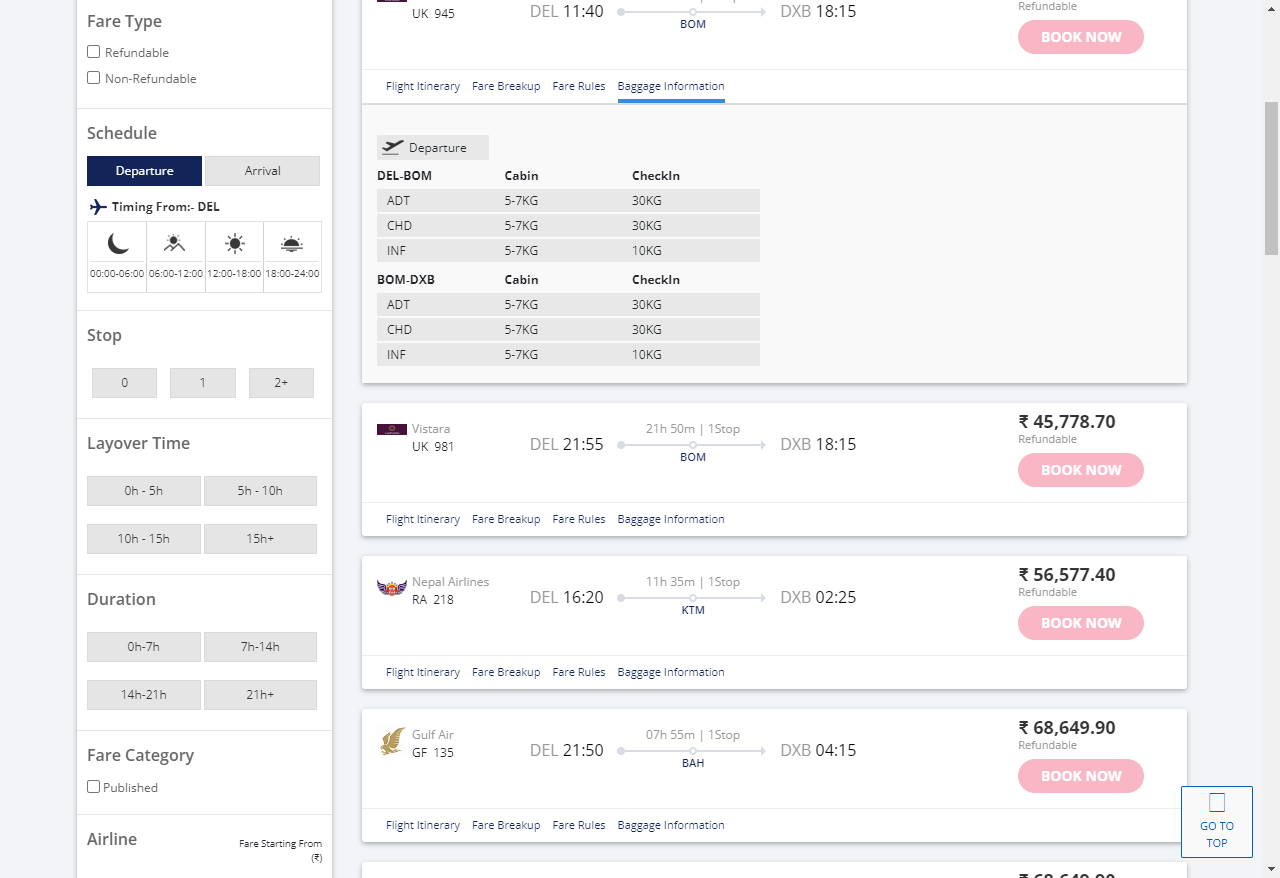 Fare Type
Refundable
Non-Refundable
Schedule
Departure Arrival
Timing From:- DEL
00:00-06:00 06:00-12:00 12:00-18:00 18:00-24:00
Stop
0 1 2+
Layover Time
0h - 5h 5h - 10h
10h - 15h 15h+
Duration
0h-7h 7h-14h
14h-21h 21h+
Fare Category
Published
Airline Fare Starting From
(₹)
UK 945
DEL 11:40
BOM
DXB 18:15
Refundable
BOOK NOW
Flight Itinerary Fare Breakup Fare Rules Baggage Information
Departure
DEL-BOM Cabin CheckIn
ADT 5-7KG 30KG
CHD 5-7KG 30KG
INF 5-7KG 10KG
BOM-DXB Cabin CheckIn
ADT 5-7KG 30KG
CHD 5-7KG 30KG
INF 5-7KG 10KG
Vistara
UK 981
DEL 21:55
21h 50m | 1Stop
BOM
DXB 18:15
₹ 45,778.70
Refundable
BOOK NOW
Flight Itinerary Fare Breakup Fare Rules Baggage Information
Nepal Airlines
RA 218
DEL 16:20
11h 35m | 1Stop
KTM
DXB 02:25
₹ 56,577.40
Refundable
BOOK NOW
Flight Itinerary Fare Breakup Fare Rules Baggage Information
Gulf Air
GF 135
DEL 21:50
07h 55m | 1Stop
BAH
DXB 04:15
₹ 68,649.90
Refundable
BOOK NOW
Flight Itinerary Fare Breakup Fare Rules Baggage Information
₹ 68,649.90
GO TO
TOP